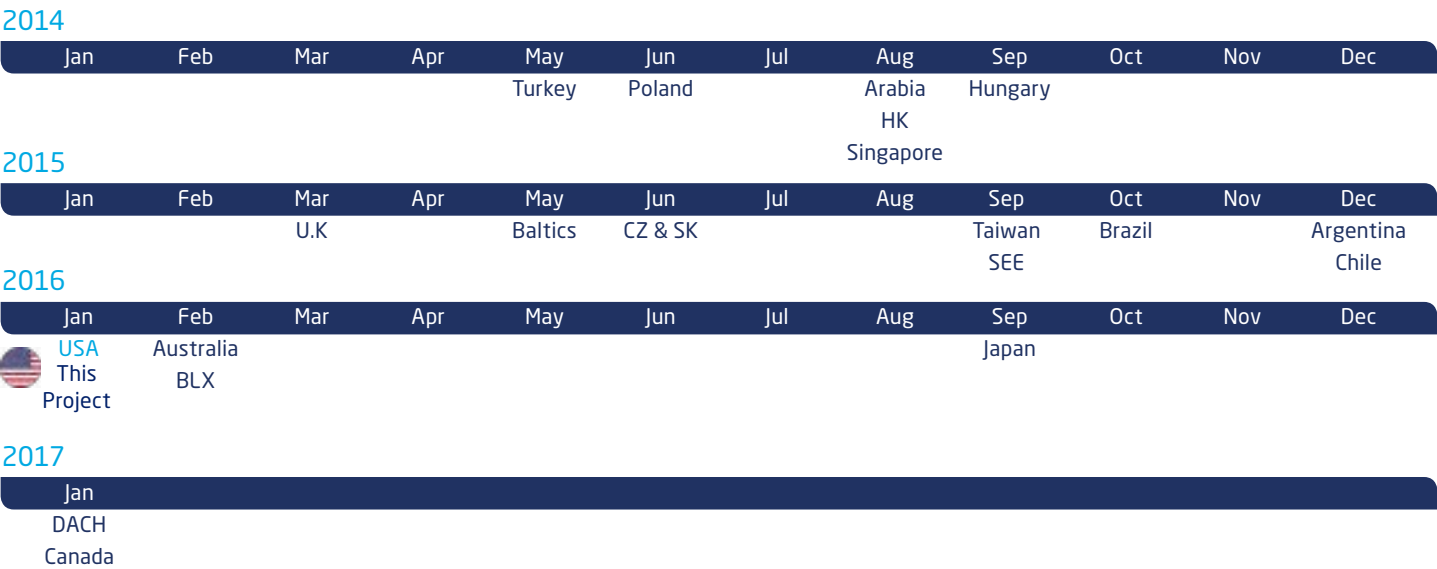 2014
Jan Feb Mar Apr May Jun Jul Aug Sep Oct Nov Dec
Turkey Poland Arabia Hungary
HK
Singapore
2015
Jan Feb Mar Apr May Jun Jul Aug Sep Oct Nov Dec
U.K Baltics CZ & SK Taiwan Brazil Argentina
SEE Chile
2016
Jan Feb Mar Apr May Jun Jul Aug Sep Oct Nov Dec
USA Australia Japan
This
BLX
Project
2017
Jan
DACH
Canada